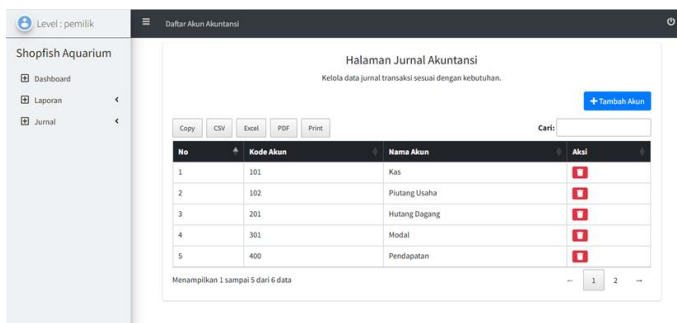 Level : pemilik
Daftar Akun Akuntansi
Shopfish Aquarium
Dashboard
Laporan
Jurnal
Halaman Jurnal Akuntansi
Kelola data jurnal transaksi sesuai dengan kebutuhan.
+ Tambah Akun
Copy CSV Excel PDF Print Cari:
No Kode Akun Nama Akun Aksi
1 101 Kas
2 102 Piutang Usaha
3 201 Hutang Dagang
4 301 Modal
5 400 Pendapatan
Menampilkan 1 sampai 5 dari 6 data ← 1 2 →